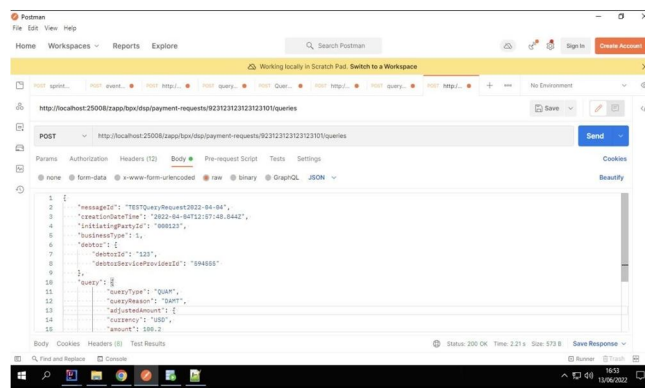 Postman
File Edit View Help
Home Workspaces Reports Explore Search Postman Sign In Create Account
Working locally in Scratch Pad. Switch to a Workspace
POST sprint... POST event... POST http:/... POST query... POST Quer... POST http:/... POST query... POST http:/... + No Environment
http://localhost:25008/zapp/bpx/dsp/payment-requests/923123123123123101/queries Save
POST http://localhost:25008/zapp/bpx/dsp/payment-requests/923123123123123101/queries Send
Params Authorization Headers (12) Body Pre-request Script Tests Settings Cookies
none form-data x-www-form-urlencoded raw binary GraphQL JSON Beautify
1 {
2 "messageId": "TESTQueryRequest2022-04-04",
3 "creationDateTime": "2022-04-04T12:57:48.844Z",
4 "initiatingPartyId": "000123",
5 "businessType": 1,
6 "debtor": {
7 "debtorId": "123",
8 "debtorServiceProviderId": "594855"
9 },
10 "query": {
11 "queryType": "QUAM",
12 "queryReason": "DAMT",
13 "adjustedAmount": {
14 "currency": "USD",
15 "amount": 100.2
Body Cookies Headers (8) Test Results Status: 200 OK Time: 2.21 s Size: 573 B Save Response
Find and Replace Console Runner Trash
16:53
13/06/2022